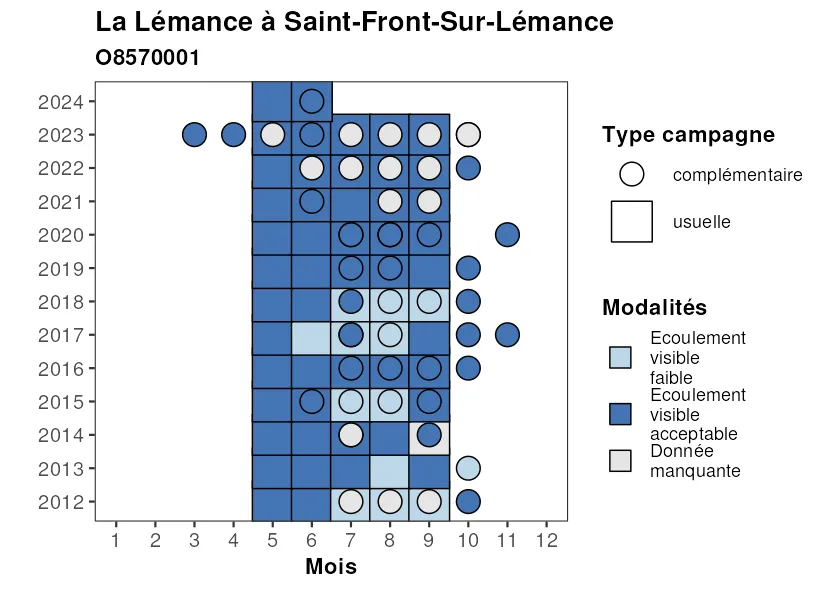 La Lémance à Saint-Front-Sur-Lémance
O8570001
2024
2023
2022
2021
2020
2019
2018
2017
2016
2015
2014
2013
2012
1 2 3 4 5 6 7 8 9 10 11 12
Mois
Type campagne
complémentaire
usuelle
Modalités
Ecoulement
visible
faible
Ecoulement
visible
acceptable
Donnée
manquante